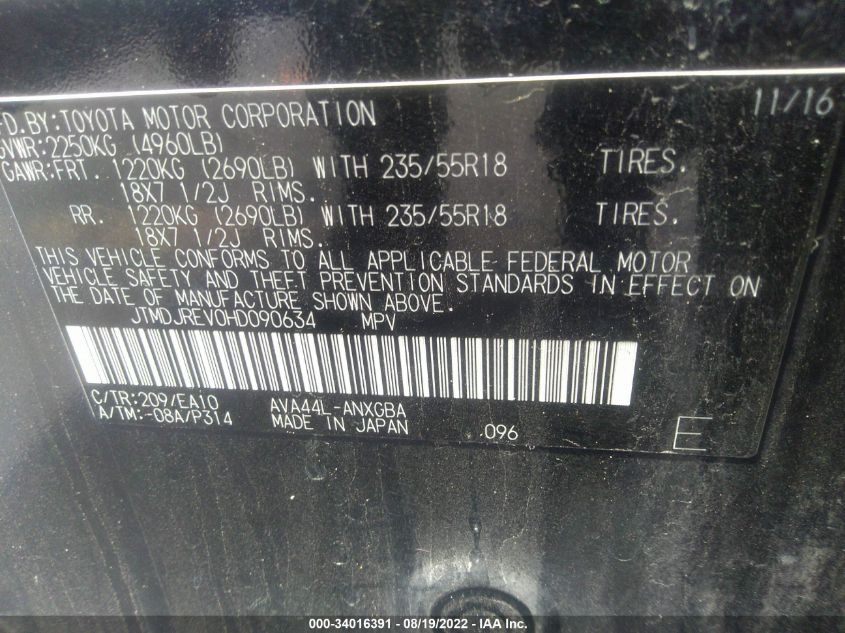 FD.BY:TOYOTA MOTOR CORPORATION 11/16
GVWR:2250KG (4960LB)
GAWR:FRT. 1220KG (2690LB) WITH 235/55R18 TIRES.
18X7 1/2J RIMS.
RR. 1220KG (2690LB) WITH 235/55R18 TIRES.
18X7 1/2J RIMS.
THIS VEHICLE CONFORMS TO ALL APPLICABLE FEDERAL MOTOR
VEHICLE SAFETY AND THEFT PREVENTION STANDARDS IN EFFECT ON
THE DATE OF MANUFACTURE SHOWN ABOVE.
JTMDJREV0HD090634 MPV
C/TR:209/EA10 AVA44L-ANXGBA
A/TM:-08A/P314 MADE IN JAPAN 096 E
000-34016391 - 08/19/2022 - IAA Inc.